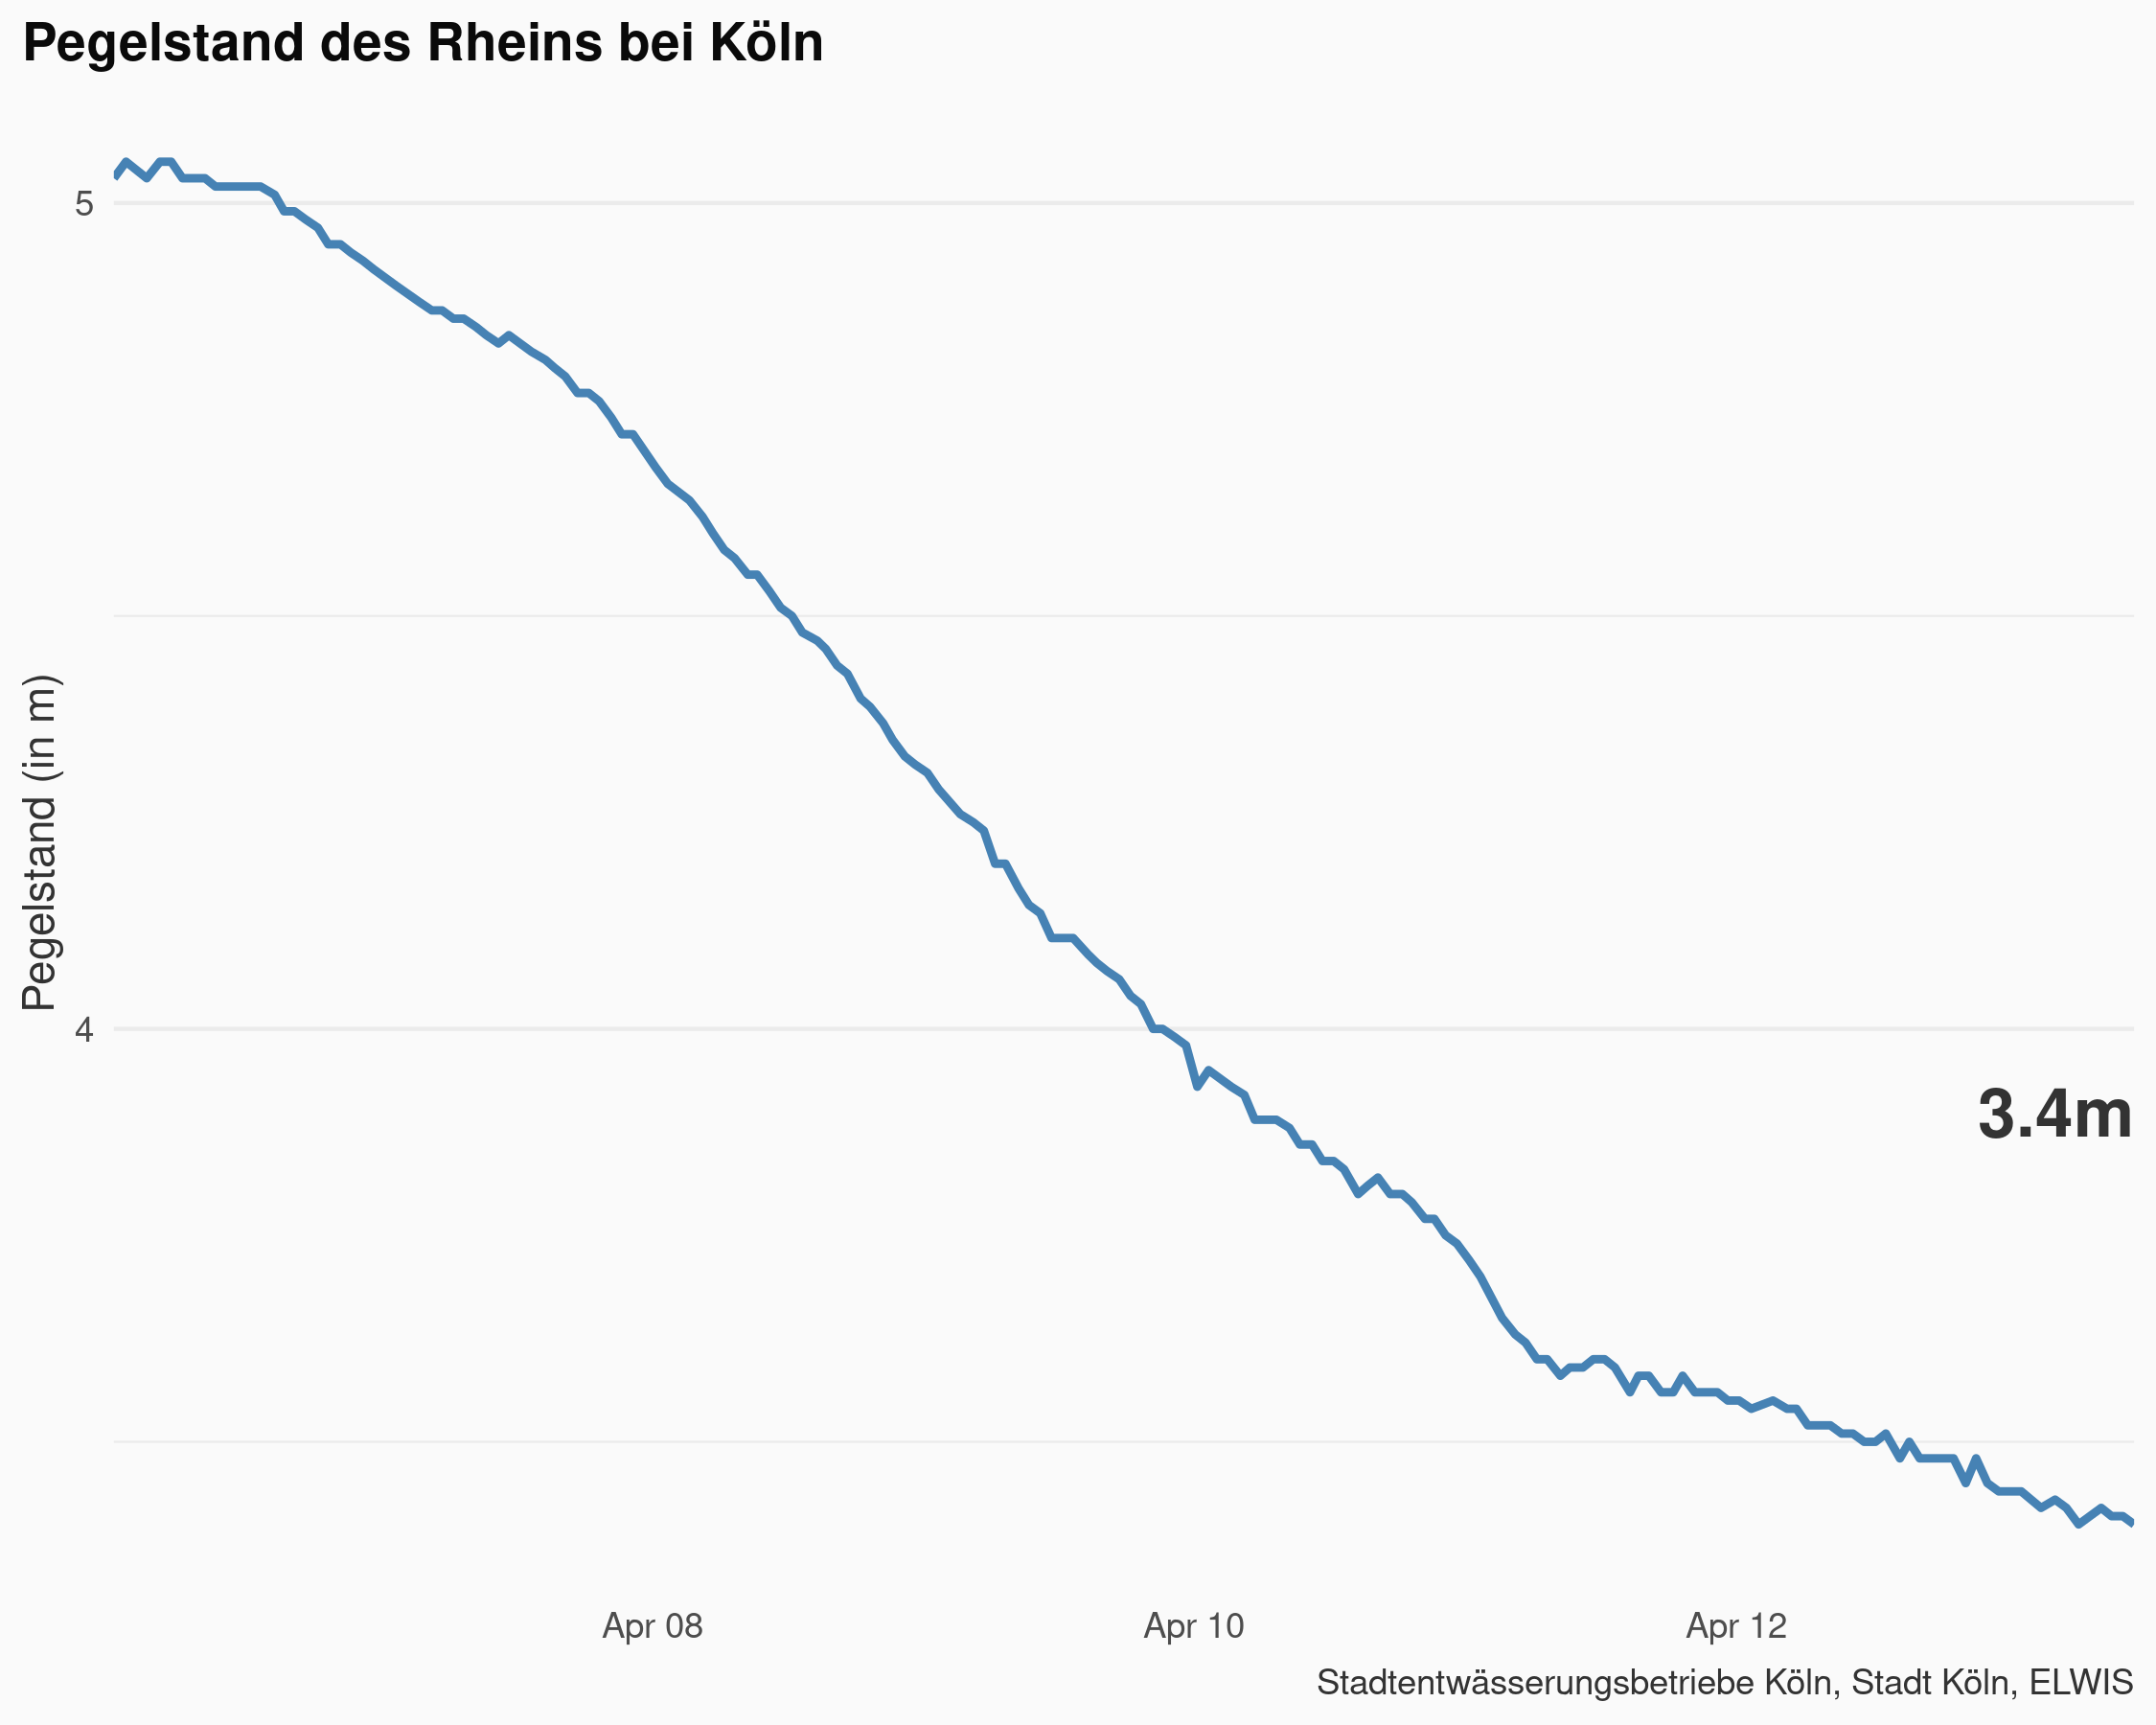 Pegelstand des Rheins bei Köln
Pegelstand (in m)
5
4
3.4m
Apr 08
Apr 10
Apr 12
Stadtentwässerungsbetriebe Köln, Stadt Köln, ELWIS